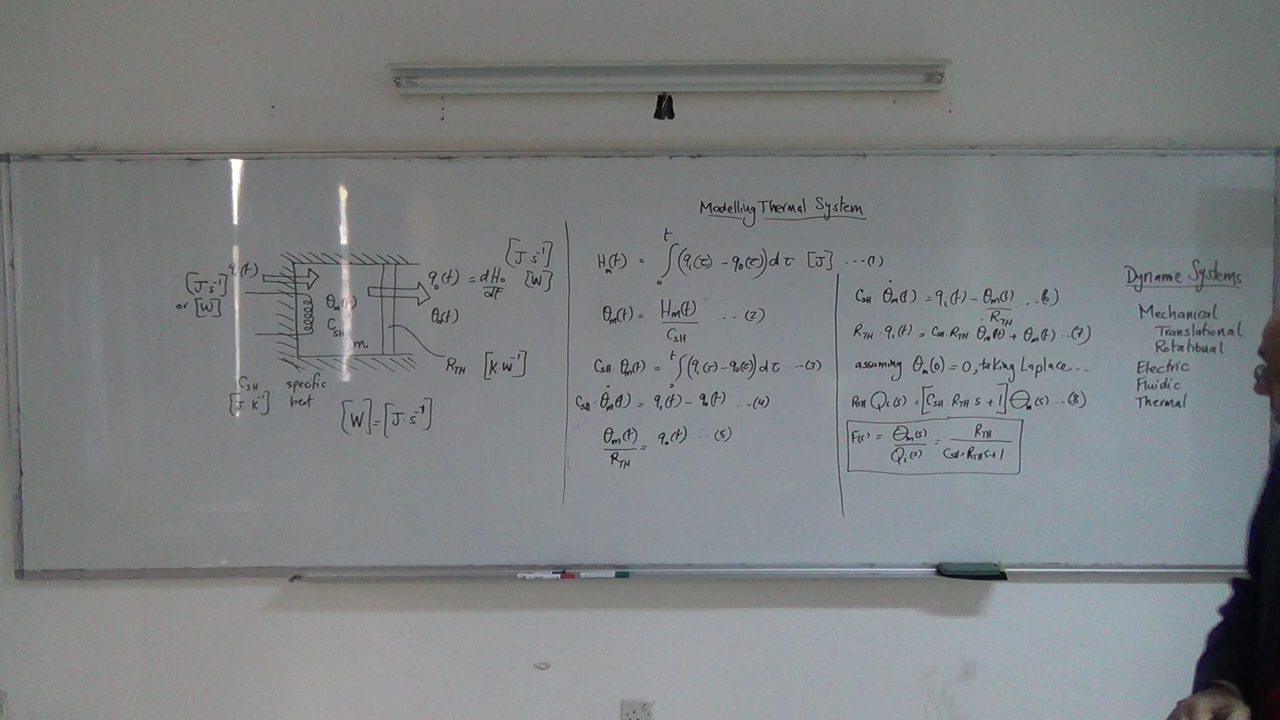 Modelling Thermal System
[J s⁻¹]
qᵢ(t)
[J·s⁻¹]
or [W]
θₘ(t)
C_SH
m
q₀(t) = dH₀/dt [W]
θₐ(t)
R_TH [K W⁻¹]
C_SH specific
[J K⁻¹] heat
[W] = [J·s⁻¹]
Hₘ(t) = ∫₀ᵗ (qᵢ(τ) - q₀(τ)) dτ [J] ...(1)
θₘ(t) = Hₘ(t)/C_SH ...(2)
C_SH θₘ(t) = ∫₀ᵗ (qᵢ(τ) - q₀(τ)) dτ ...(3)
C_SH · θ̇ₘ(t) = qᵢ(t) - q₀(t) ...(4)
θₘ(t)/R_TH = q₀(t) ...(5)
C_SH · θ̇ₘ(t) = qᵢ(t) - θₘ(t)/R_TH ...(6)
R_TH · qᵢ(t) = C_SH R_TH θ̇ₘ(t) + θₘ(t) ...(7)
assuming θₘ(0) = 0, taking Laplace...
R_TH Qᵢ(s) = [C_SH · R_TH s + 1] Θₘ(s) ...(8)
F(s) = Θₘ(s)/Qᵢ(s) = R_TH/(C_SH · R_TH s + 1)
Dynamic Systems
Mechanical
Translational
Rotational
Electric
Fluidic
Thermal